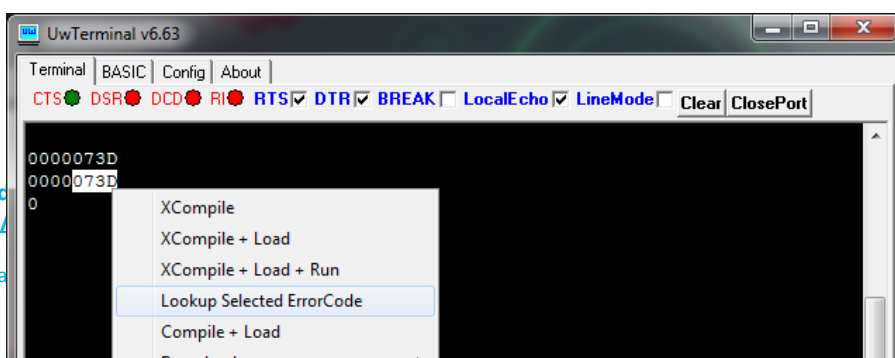 UwTerminal v6.63
Terminal BASIC Config About
CTS DSR DCD RI RTS DTR BREAK LocalEcho LineMode Clear ClosePort
0000073D
0000073D
0
XCompile
XCompile + Load
XCompile + Load + Run
Lookup Selected ErrorCode
Compile + Load